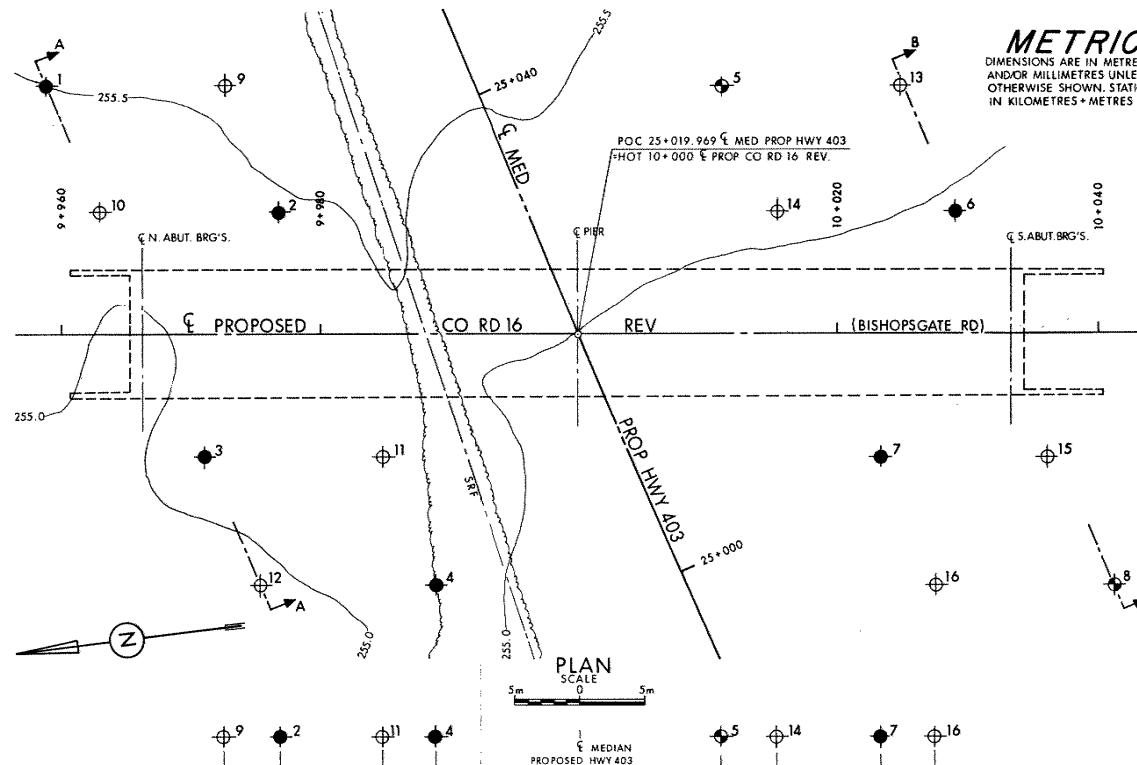 METRIC
DIMENSIONS ARE IN METRE
AND/OR MILLIMETRES UNLE
OTHERWISE SHOWN. STATI
IN KILOMETRES + METRES
A
1
9
25+040
255.5
5
B
13
255.5
POC 25+019.969 ℄ MED PROP HWY 403
=HOT 10+000 ℄ PROP CO RD 16 REV.
℄ MED
9+960
10
2
9+980
14
10+020
6
10+040
℄ N. ABUT. BRG'S.
℄ PIER
℄ S. ABUT. BRG'S.
℄ PROPOSED CO RD 16 REV (BISHOPSGATE RD)
255.0
3
11
S.R.F
PROP HWY 403
7
15
25+000
12
A
4
16
8
N
255.0
255.0
PLAN
SCALE
5m 0 5m
9
2
11
4
5
14
7
16
℄ MEDIAN
PROPOSED HWY 403